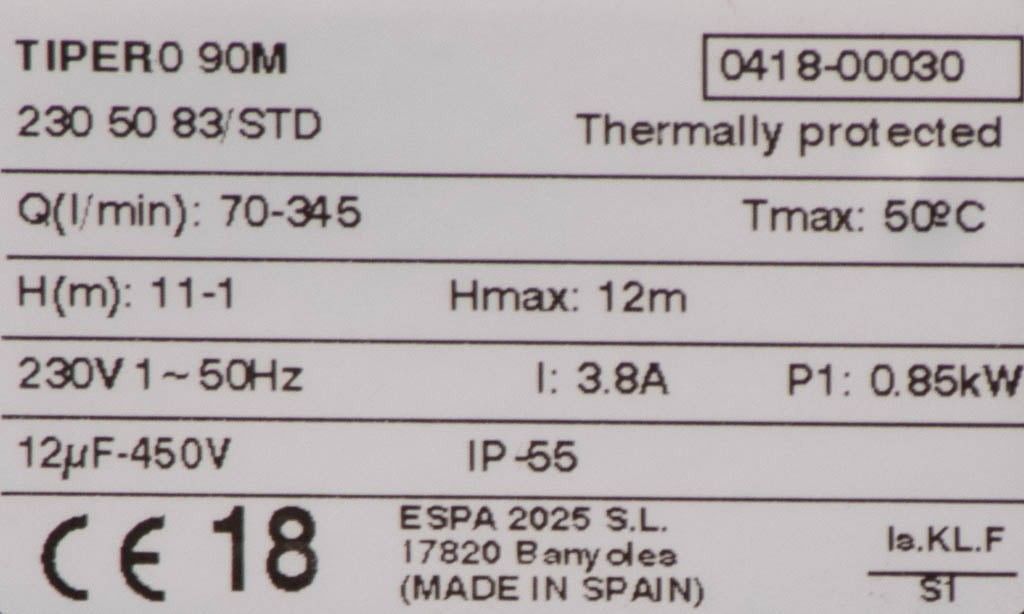 TIPER0 90M
0418-00030
230 50 83/STD
Thermally protected
Q(l/min): 70-345
Tmax: 50ºC
H(m): 11-1
Hmax: 12m
230V 1~50Hz
I: 3.8A
P1: 0.85kW
12µF-450V
IP-55
CE 18
ESPA 2025 S.L.
17820 Banyoles
(MADE IN SPAIN)
Is.KL.F
S1